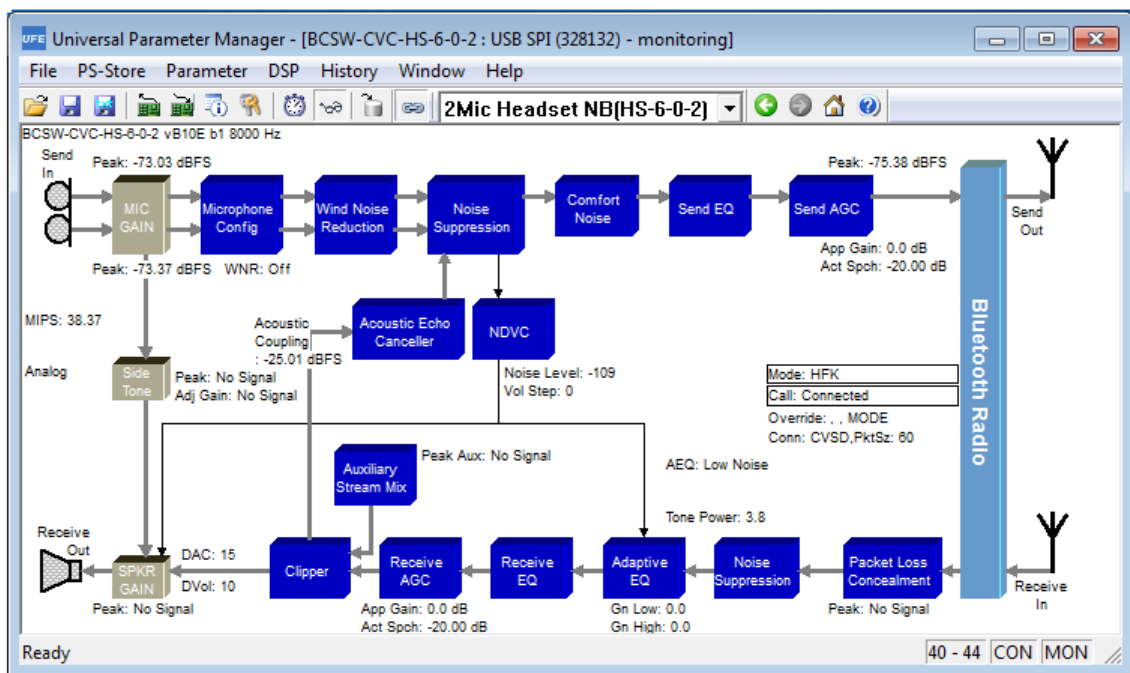 UFE Universal Parameter Manager - [BCSW-CVC-HS-6-0-2 : USB SPI (328132) - monitoring]
File PS-Store Parameter DSP History Window Help
2Mic Headset NB(HS-6-0-2)
BCSW-CVC-HS-6-0-2 vB10E b1 8000 Hz
Send
In
Peak: -73.03 dBFS
Peak: -75.38 dBFS
MIC
GAIN
Microphone
Config
Wind Noise
Reduction
Noise
Suppression
Comfort
Noise
Send EQ
Send AGC
Send
Out
App Gain: 0.0 dB
Act Spch: -20.00 dB
Peak: -73.37 dBFS
WNR: Off
MIPS: 38.37
Acoustic
Coupling
: -25.01 dBFS
Acoustic Echo
Canceller
NDVC
Bluetooth Radio
Analog
Side
Tone
Peak: No Signal
Adj Gain: No Signal
Noise Level: -109
Vol Step: 0
Mode: HFK
Call: Connected
Override: , , MODE
Conn: CVSD,PktSz: 60
Peak Aux: No Signal
Auxiliary
Stream Mix
AEQ: Low Noise
Tone Power: 3.8
Receive
Out
SPKR
GAIN
DAC: 15
DVol: 10
Clipper
Receive
AGC
Receive
EQ
Adaptive
EQ
Noise
Suppression
Packet Loss
Concealment
Receive
In
Peak: No Signal
App Gain: 0.0 dB
Act Spch: -20.00 dB
Gn Low: 0.0
Gn High: 0.0
Peak: No Signal
Ready
40 - 44 CON MON